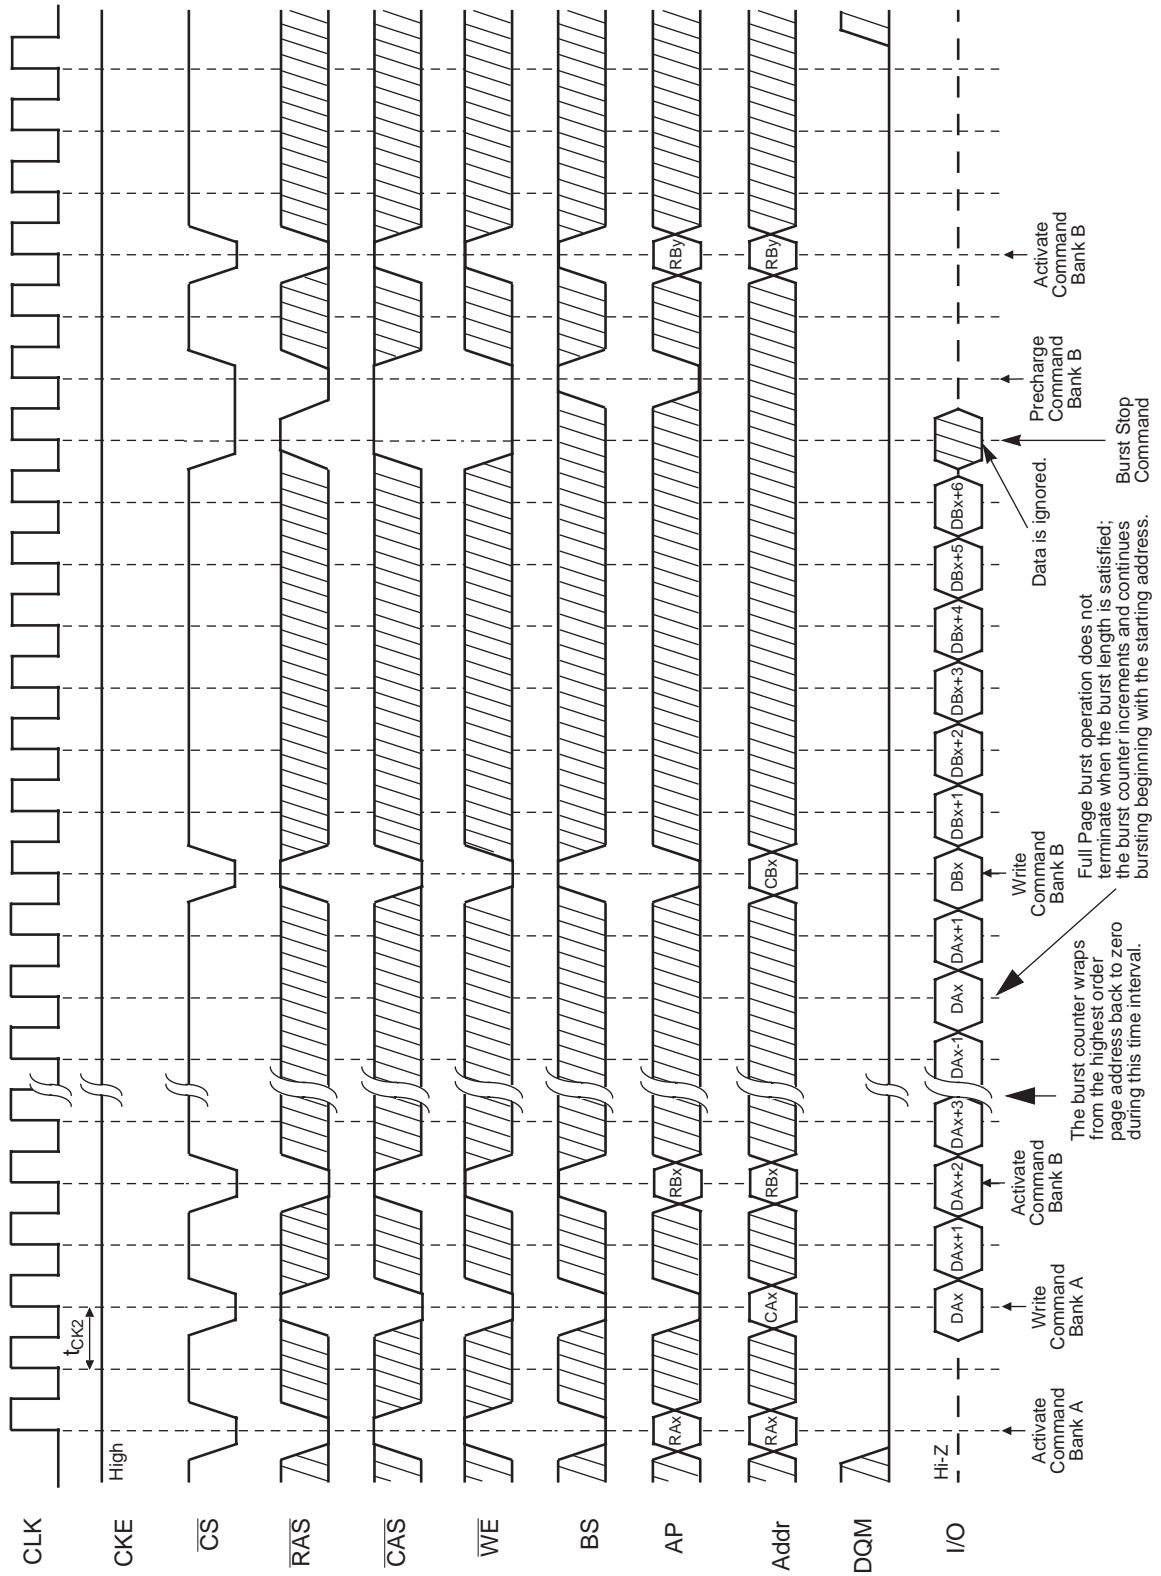 CLK
tCK2
CKE
High
CS
RAS
CAS
WE
BS
AP
RAx
RBx
RBy
Addr
RAx
CAx
RBx
CBx
RBy
DQM
I/O
Hi-Z
DAx
DAx+1
DAx+2
DAx+3
DAx-1
DAx
DAx+1
DBx
DBx+1
DBx+2
DBx+3
DBx+4
DBx+5
DBx+6
Activate
Command
Bank A
Write
Command
Bank A
Activate
Command
Bank B
The burst counter wraps
from the highest order
page address back to zero
during this time interval.
Write
Command
Bank B
Full Page burst operation does not
terminate when the burst length is satisfied;
the burst counter increments and continues
bursting beginning with the starting address.
Data is ignored.
Burst Stop
Command
Precharge
Command
Bank B
Activate
Command
Bank B